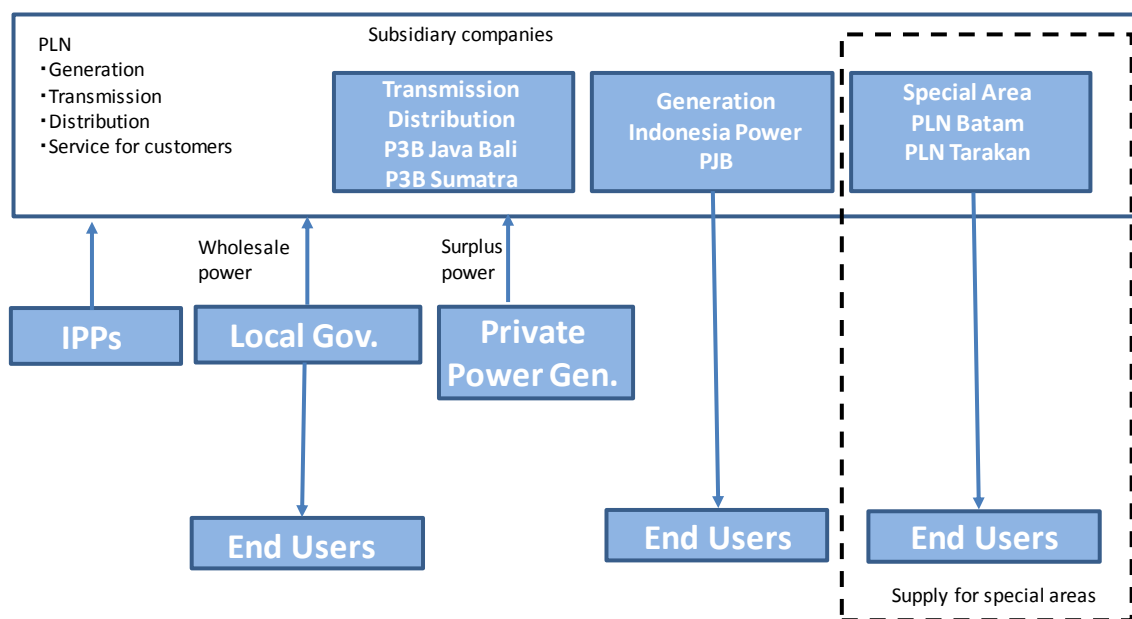 PLN
・Generation
・Transmission
・Distribution
・Service for customers
Subsidiary companies
Transmission
Distribution
P3B Java Bali
P3B Sumatra
Generation
Indonesia Power
PJB
Special Area
PLN Batam
PLN Tarakan
Wholesale
power
Surplus
power
IPPs
Local Gov.
Private
Power Gen.
End Users
End Users
End Users
Supply for special areas